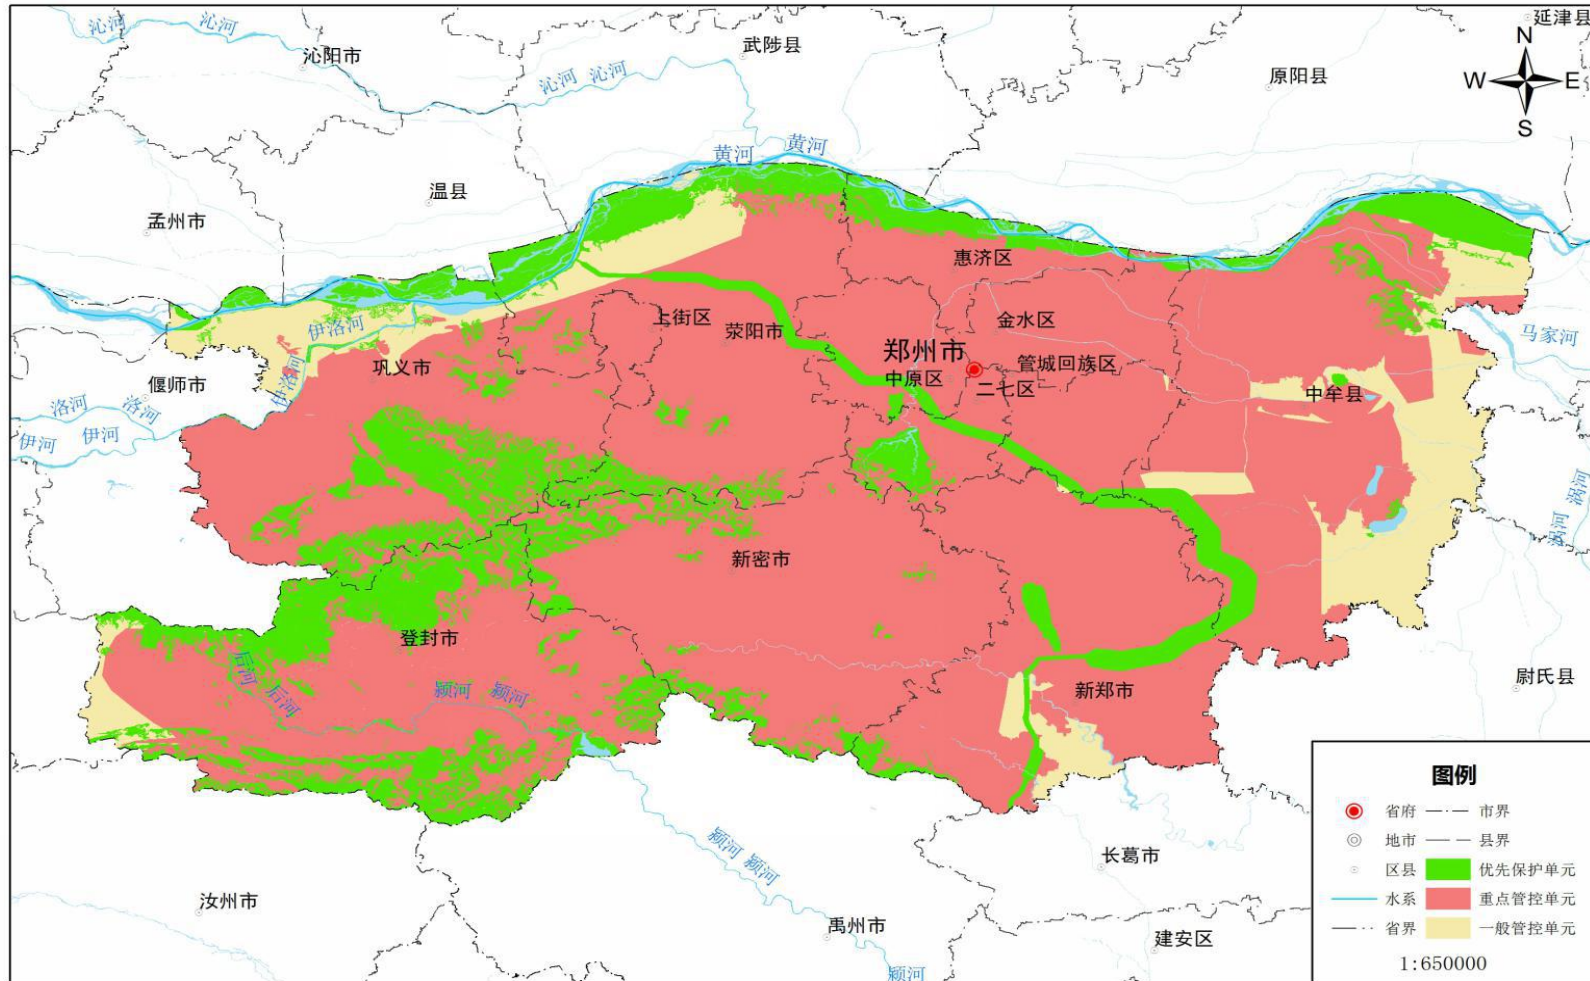 延津县
沁河
沁河
武陟县
N
沁阳市
原阳县
W
E
沁河 沁河
S
黄河
黄河
温县
孟州市
惠济区
伊洛河
上街区
荥阳市
金水区
马家河
郑州市
巩义市
管城回族区
偃师市
伊洛河
中原区
二七区
中牟县
洛河
洛河
伊河
伊河
涡河
涡河
新密市
登封市
后河
后河
颍河
颍河
新郑市
尉氏县
图例
省府
市界
地市
县界
区县
优先保护单元
水系
重点管控单元
省界
一般管控单元
1:650000
颍河
颍河
长葛市
汝州市
禹州市
建安区
颍河